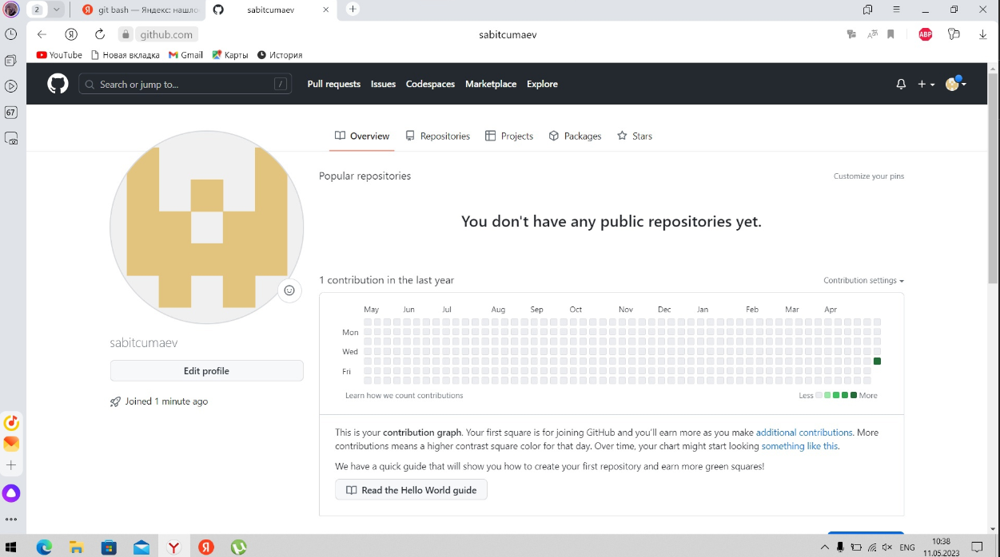 2
git bash — Яндекс: нашло
sabitcumaev
github.com
sabitcumaev
ABP
YouTube
Новая вкладка
Gmail
Карты
История
67
Search or jump to...
/
Pull requests
Issues
Codespaces
Marketplace
Explore
Overview
Repositories
Projects
Packages
Stars
Popular repositories
Customize your pins
You don't have any public repositories yet.
1 contribution in the last year
Contribution settings
May Jun Jul Aug Sep Oct Nov Dec Jan Feb Mar Apr
Mon
Wed
Fri
Learn how we count contributions
Less
More
sabitcumaev
Edit profile
Joined 1 minute ago
This is your contribution graph. Your first square is for joining GitHub and you'll earn more as you make additional contributions. More
contributions means a higher contrast square color for that day. Over time, your chart might start looking something like this.
We have a quick guide that will show you how to create your first repository and earn more green squares!
Read the Hello World guide
ENG
10:38
11.05.2023